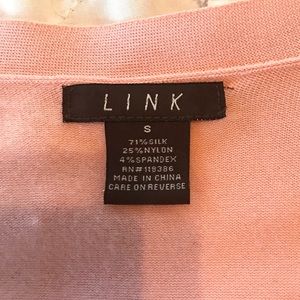 LINK
S
71% SILK
25% NYLON
4% SPANDEX
RN# 119386
MADE IN CHINA
CARE ON REVERSE